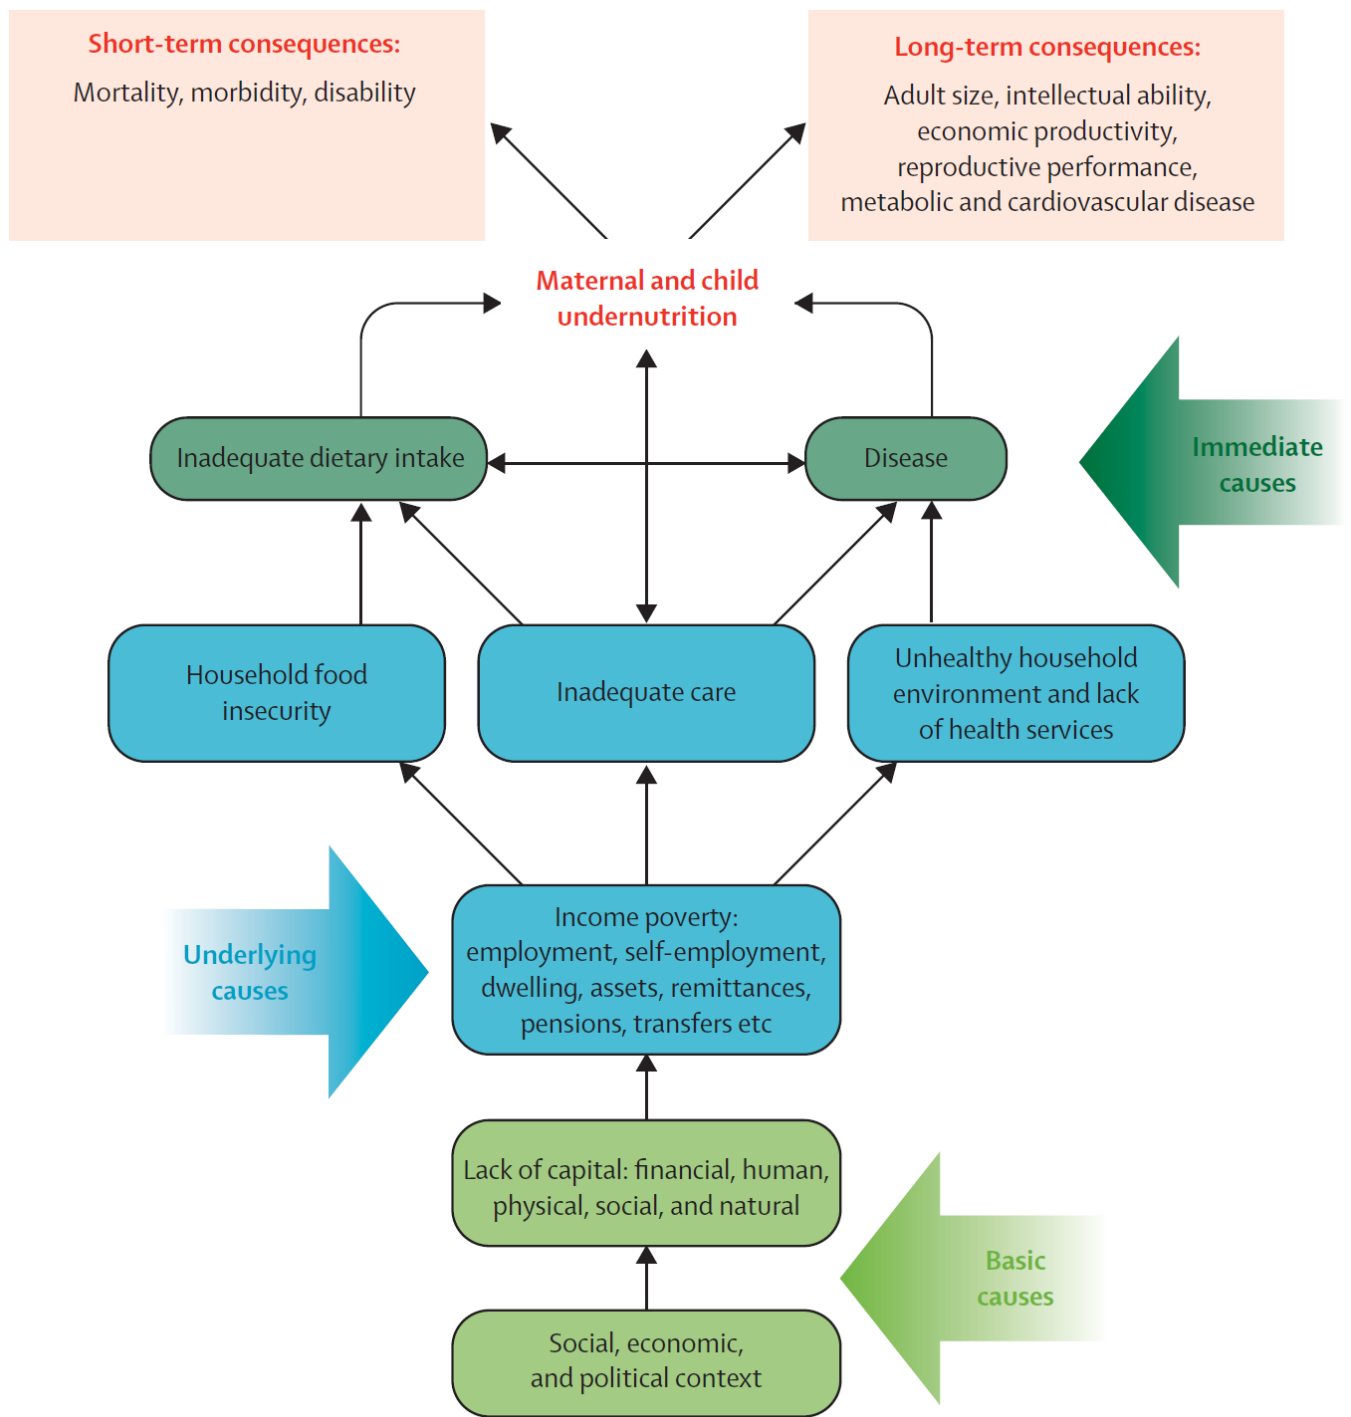 Short-term consequences:
Mortality, morbidity, disability
Long-term consequences:
Adult size, intellectual ability,
economic productivity,
reproductive performance,
metabolic and cardiovascular disease
Maternal and child
undernutrition
Inadequate dietary intake
Disease
Immediate
causes
Household food
insecurity
Inadequate care
Unhealthy household
environment and lack
of health services
Underlying
causes
Income poverty:
employment, self-employment,
dwelling, assets, remittances,
pensions, transfers etc
Lack of capital: financial, human,
physical, social, and natural
Basic
causes
Social, economic,
and political context